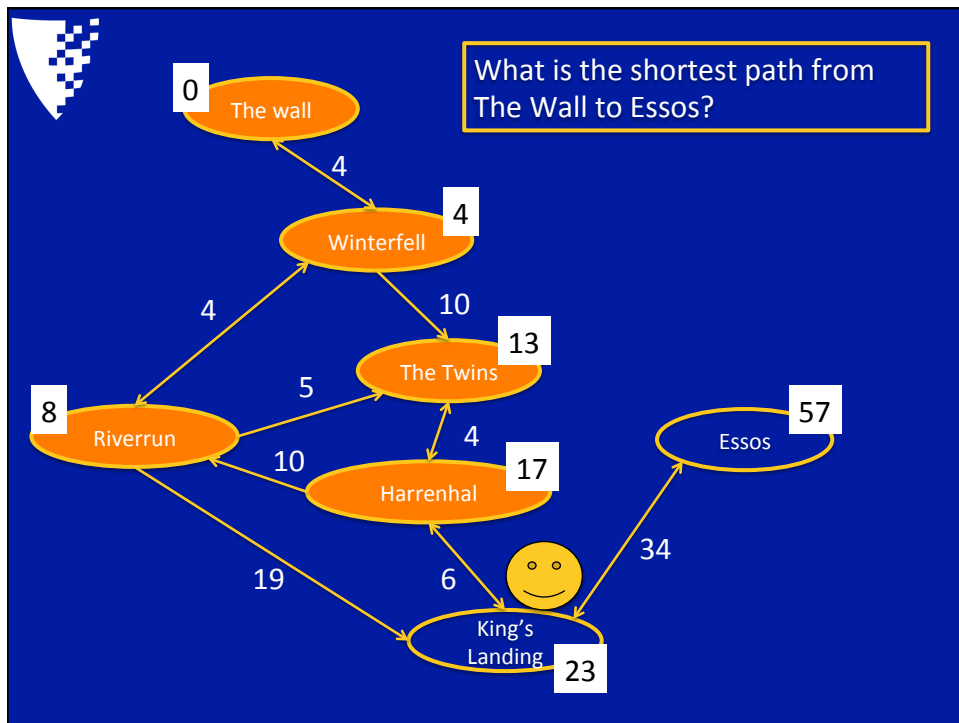 What is the shortest path from
The Wall to Essos?
0
The wall
4
4
Winterfell
4
10
13
The Twins
5
8
Riverrun
57
Essos
4
10
17
Harrenhal
34
19
6
King's
Landing
23